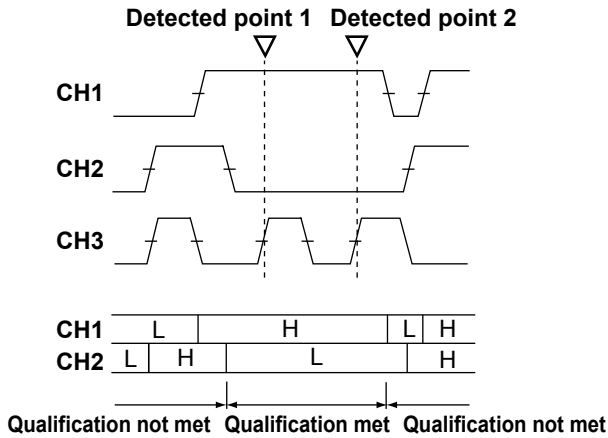 Detected point 1 Detected point 2
CH1
CH2
CH3
CH1 L H L H
CH2 L H L H
Qualification not met Qualification met Qualification not met